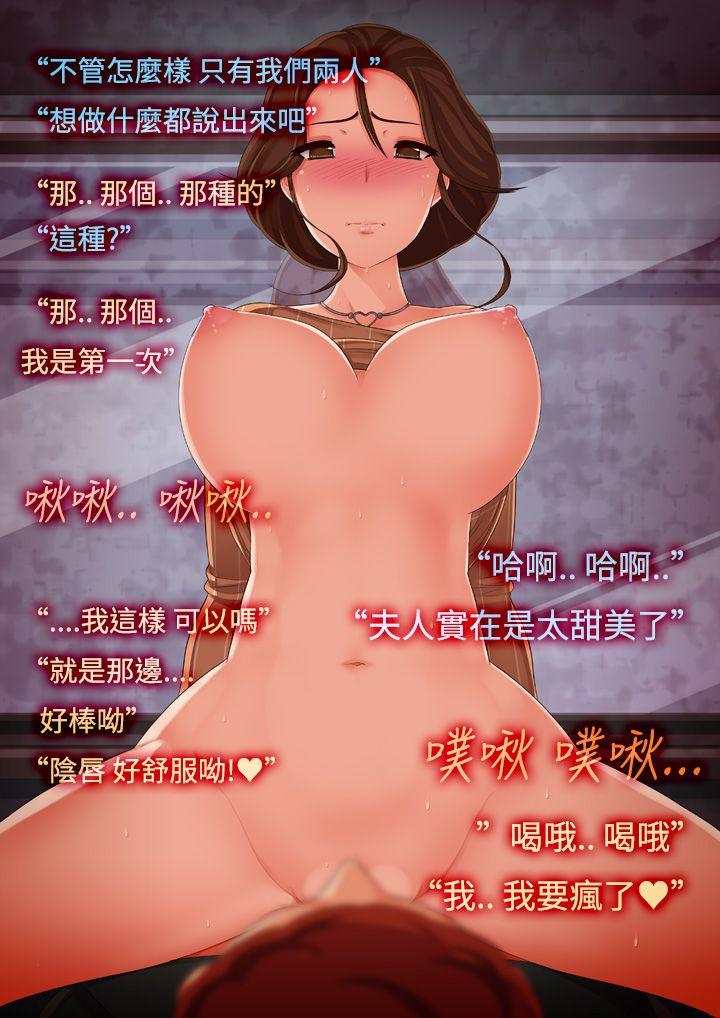 “不管怎麼樣 只有我們兩人”
“想做什麼都說出來吧”
“那.. 那個.. 那種的”
“這種?”
“那.. 那個..
我是第一次”
啾啾.. 啾啾..
“哈啊.. 哈啊..”
“夫人實在是太甜美了”
“....我這樣 可以嗎”
“就是那邊....
好棒呦”
“陰唇 好舒服呦!♥”
噗啾 噗啾...
” 喝哦.. 喝哦”
“我.. 我要瘋了♥”